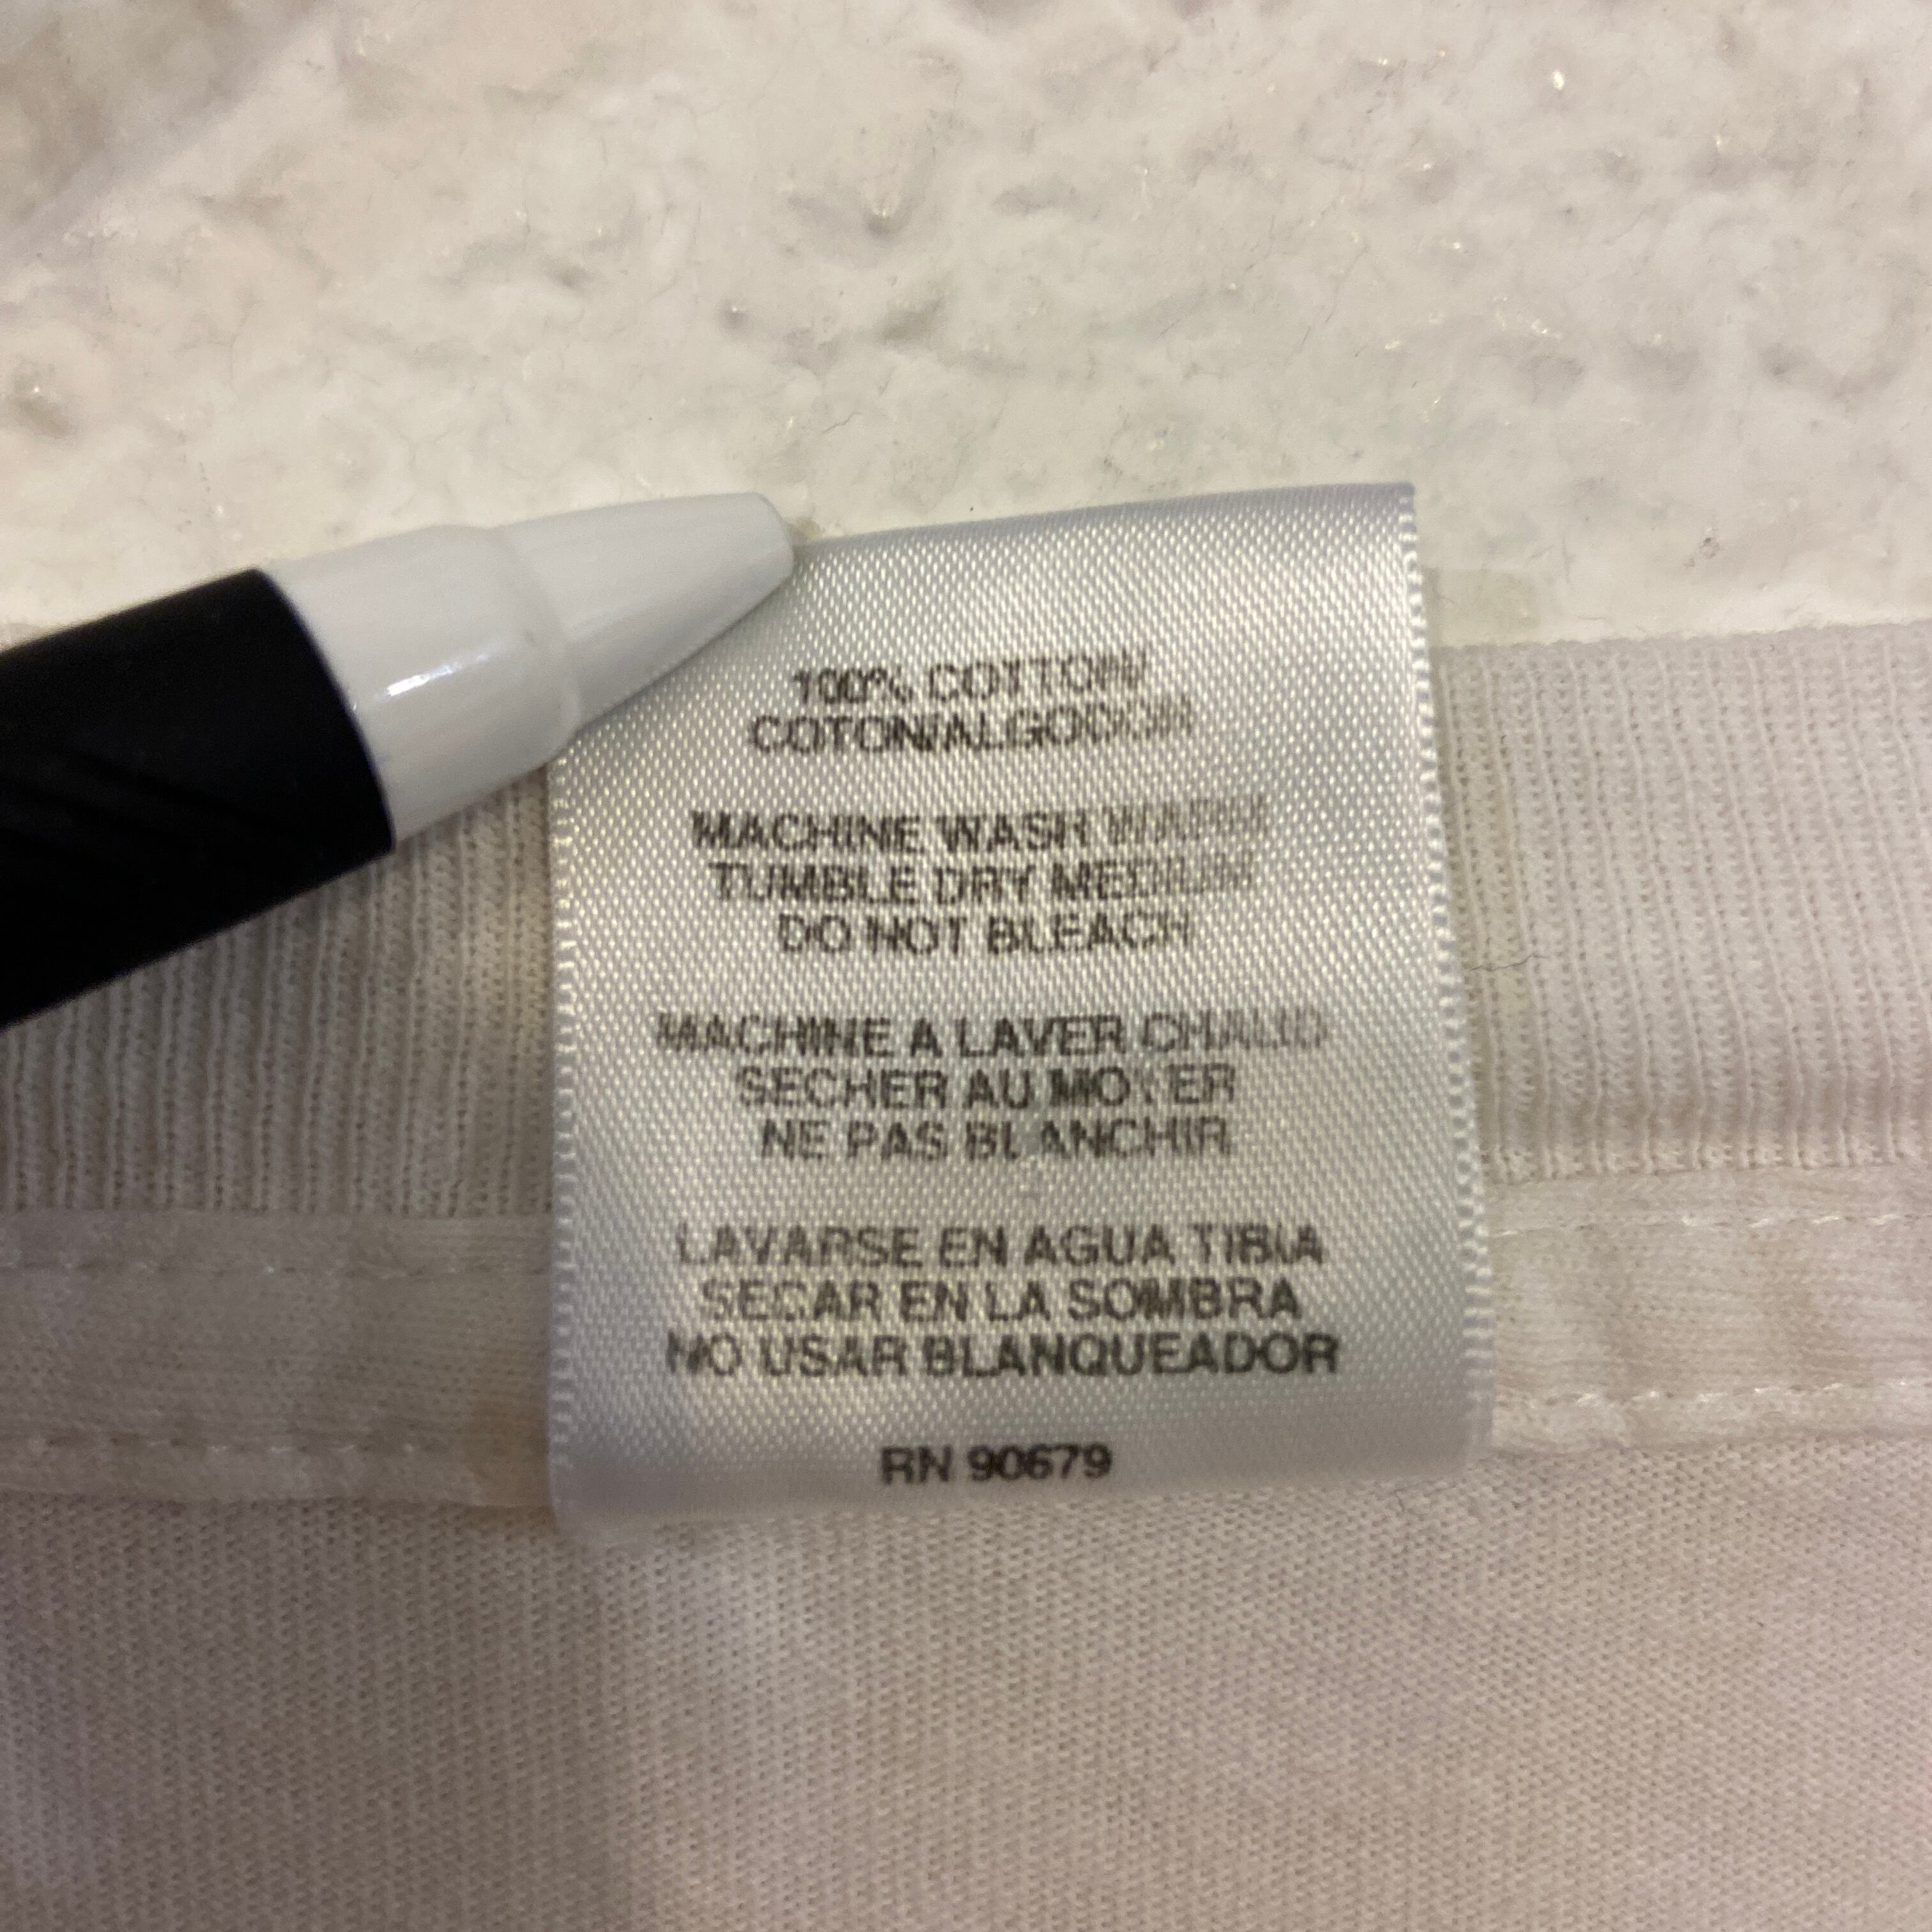 100% COTTON
COTON/ALGODON
MACHINE WASH WARM
TUMBLE DRY MEDIUM
DO NOT BLEACH
MACHINE A LAVER CHAUD
SECHER AU MOYER
NE PAS BLANCHIR
LAVARSE EN AGUA TIBIA
SECAR EN LA SOMBRA
NO USAR BLANQUEADOR
RN 90679